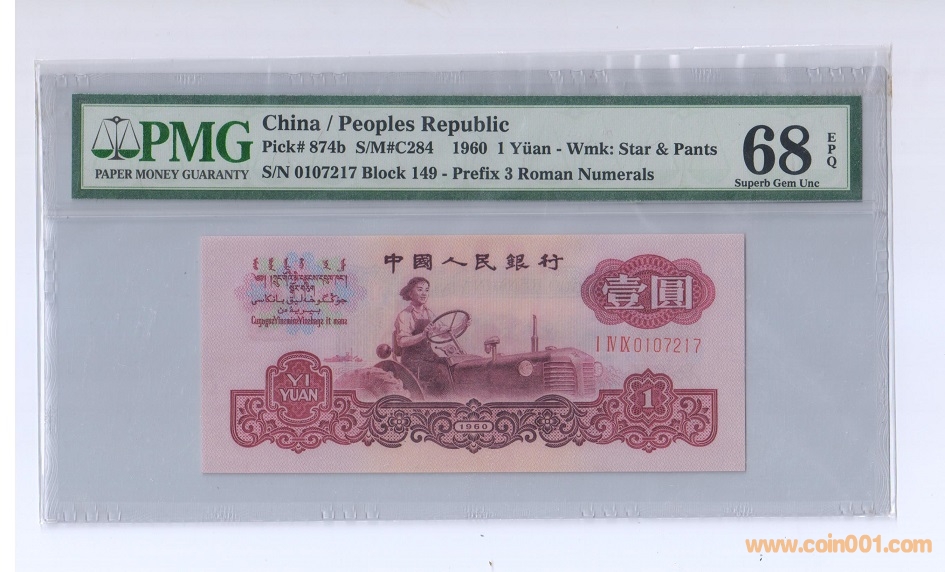 PMG
PAPER MONEY GUARANTY
China / Peoples Republic
Pick# 874b S/M#C284 1960 1 Yüan - Wmk: Star & Pants
S/N 0107217 Block 149 - Prefix 3 Roman Numerals
68
EPQ
Superb Gem Unc
中國人民銀行
壹圓
I IV IX 0107217
YI
YUAN
1960
1
www.coin001.com